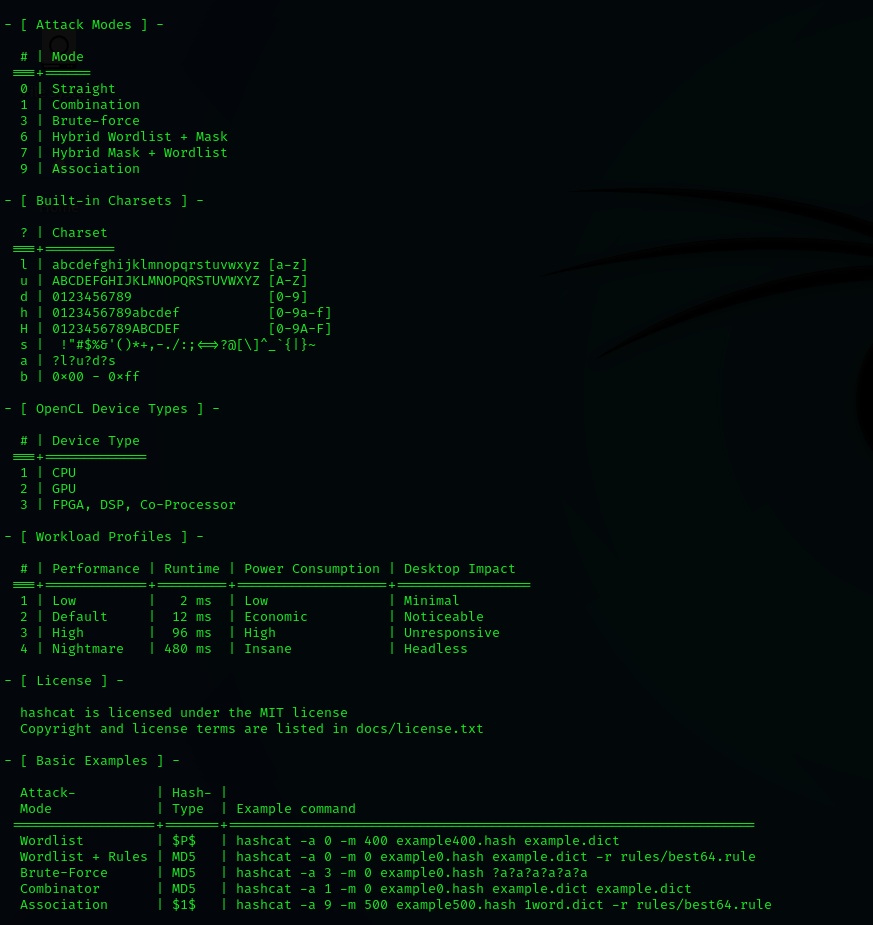 - [ Attack Modes ] -

  # | Mode
 ===+======
  0 | Straight
  1 | Combination
  3 | Brute-force
  6 | Hybrid Wordlist + Mask
  7 | Hybrid Mask + Wordlist
  9 | Association

- [ Built-in Charsets ] -

  ? | Charset
 ===+=========
  l | abcdefghijklmnopqrstuvwxyz [a-z]
  u | ABCDEFGHIJKLMNOPQRSTUVWXYZ [A-Z]
  d | 0123456789                 [0-9]
  h | 0123456789abcdef           [0-9a-f]
  H | 0123456789ABCDEF           [0-9A-F]
  s |  !"#$%&'()*+,-./:;<=>?@[\]^_`{|}~
  a | ?l?u?d?s
  b | 0x00 - 0xff

- [ OpenCL Device Types ] -

  # | Device Type
 ===+=============
  1 | CPU
  2 | GPU
  3 | FPGA, DSP, Co-Processor

- [ Workload Profiles ] -

  # | Performance | Runtime | Power Consumption | Desktop Impact
 ===+=============+=========+===================+=================
  1 | Low         |   2 ms  | Low               | Minimal
  2 | Default     |  12 ms  | Economic          | Noticeable
  3 | High        |  96 ms  | High              | Unresponsive
  4 | Nightmare   | 480 ms  | Insane            | Headless

- [ License ] -

  hashcat is licensed under the MIT license
  Copyright and license terms are listed in docs/license.txt

- [ Basic Examples ] -

  Attack-          | Hash- |
  Mode             | Type  | Example command
 ==================+=======+==================================================================
  Wordlist         | $P$   | hashcat -a 0 -m 400 example400.hash example.dict
  Wordlist + Rules | MD5   | hashcat -a 0 -m 0 example0.hash example.dict -r rules/best64.rule
  Brute-Force      | MD5   | hashcat -a 3 -m 0 example0.hash ?a?a?a?a?a?a
  Combinator       | MD5   | hashcat -a 1 -m 0 example0.hash example.dict example.dict
  Association      | $1$   | hashcat -a 9 -m 500 example500.hash 1word.dict -r rules/best64.rule